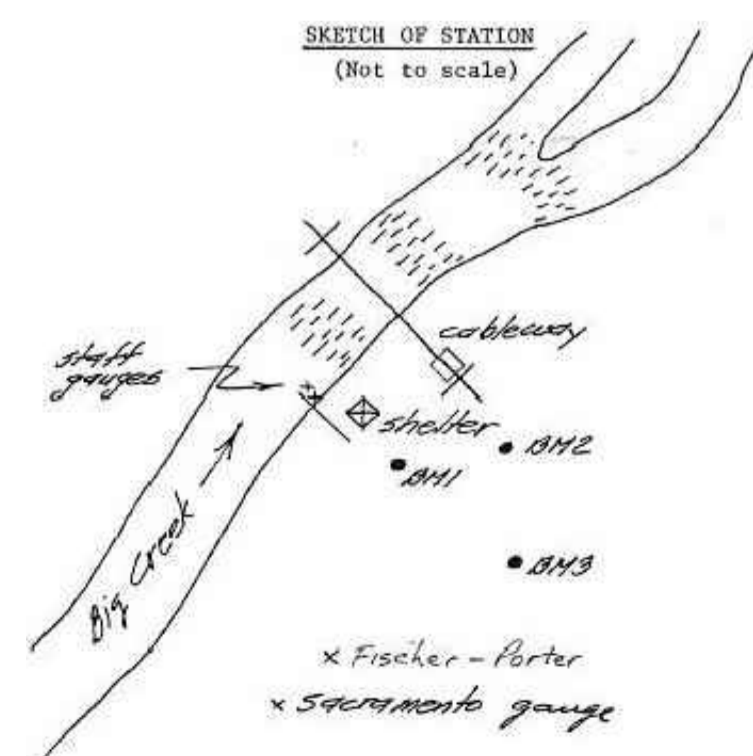 SKETCH OF STATION
(Not to scale)
cableway
staff
gauges
shelter
BM2
BM1
BM3
Big Creek
x Fischer - Porter
x sacramento gauge